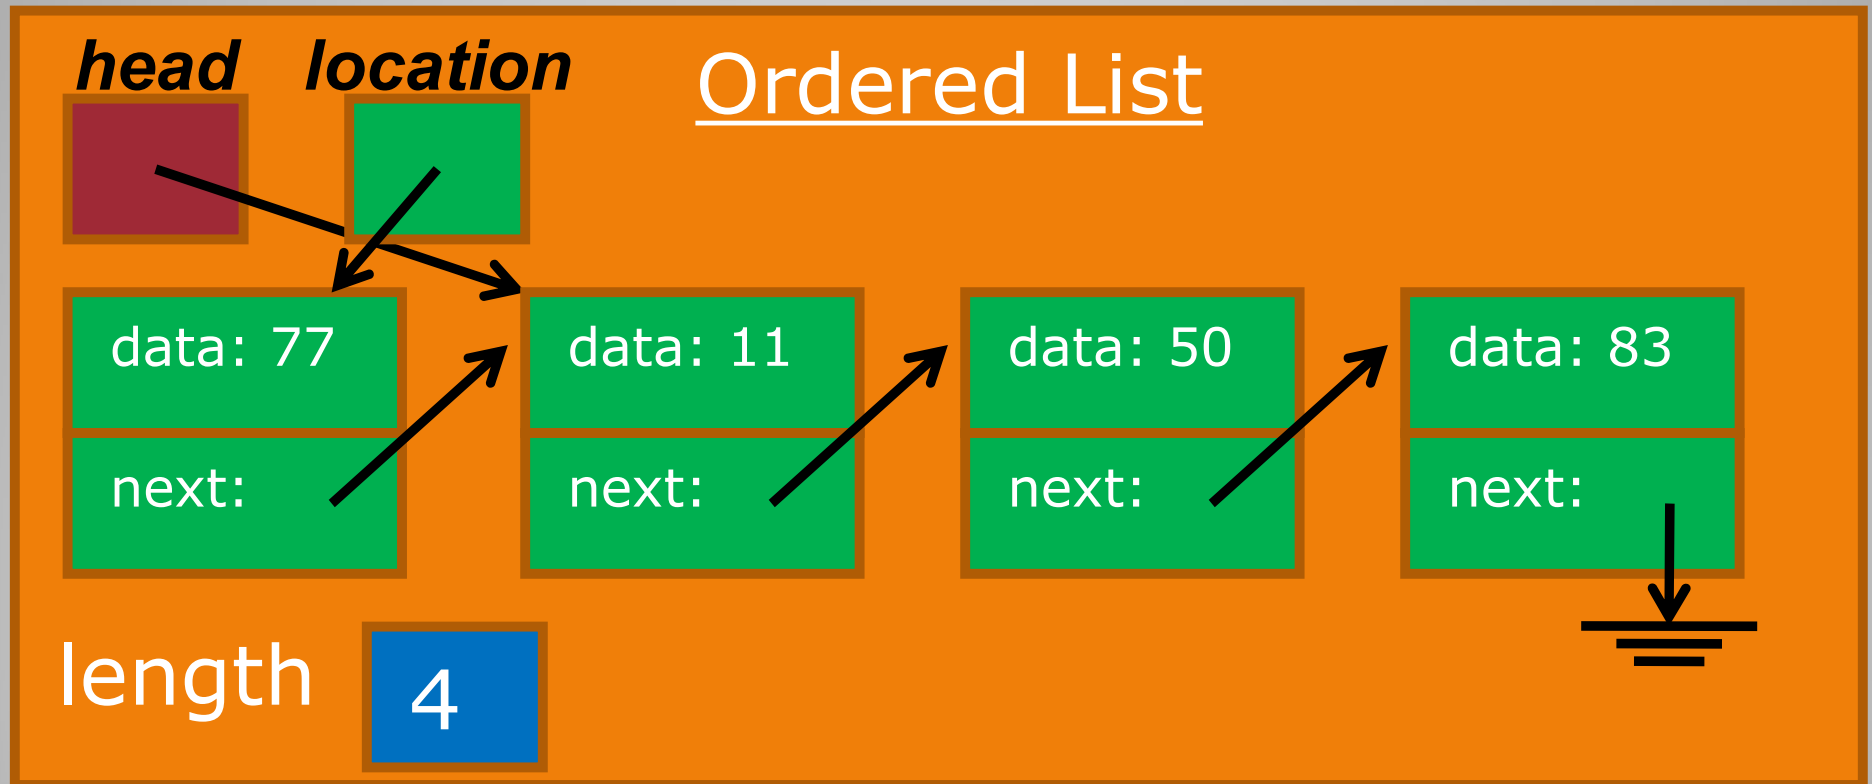 head location
Ordered List
data: 77 data: 11 data: 50 data: 83
next: next: next: next:
length 4